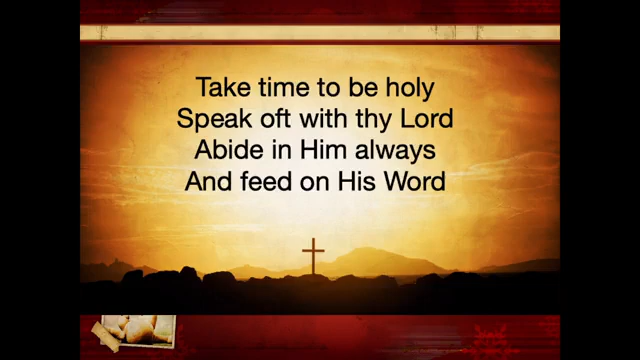 Take time to be holy
Speak oft with thy Lord
Abide in Him always
And feed on His Word